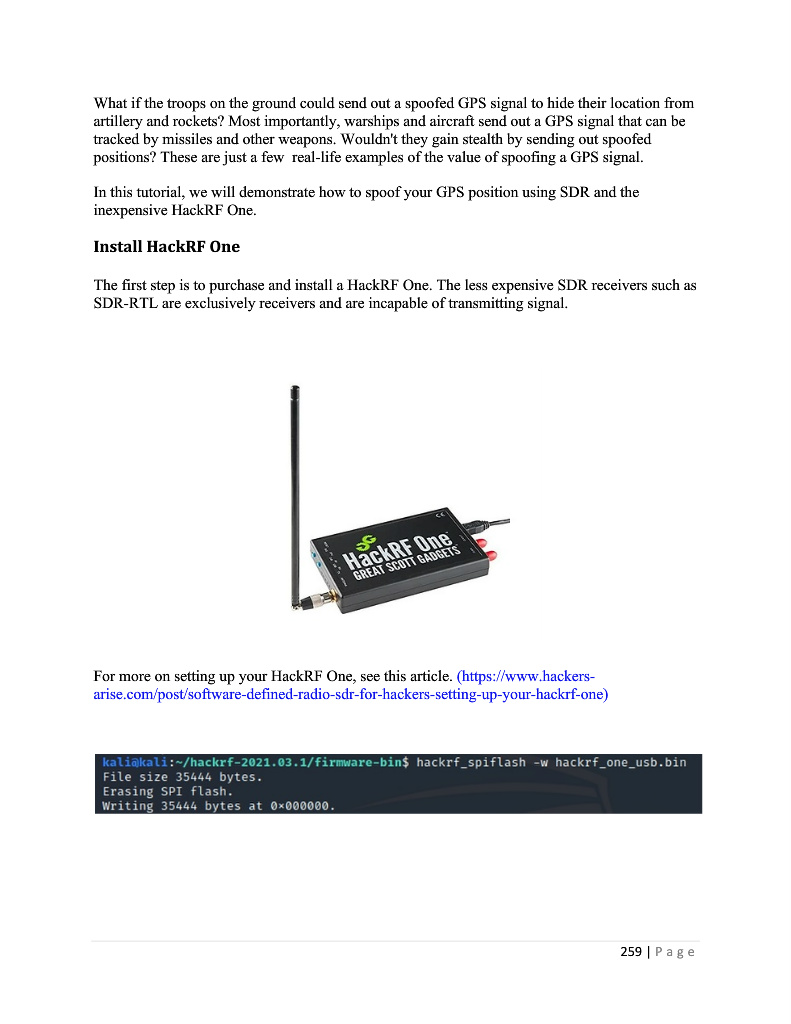 What if the troops on the ground could send out a spoofed GPS signal to hide their location from
artillery and rockets? Most importantly, warships and aircraft send out a GPS signal that can be
tracked by missiles and other weapons. Wouldn't they gain stealth by sending out spoofed
positions? These are just a few  real-life examples of the value of spoofing a GPS signal.
In this tutorial, we will demonstrate how to spoof your GPS position using SDR and the
inexpensive HackRF One.
Install HackRF One
The first step is to purchase and install a HackRF One. The less expensive SDR receivers such as
SDR-RTL are exclusively receivers and are incapable of transmitting signal.
CE
HackRF One
GREAT SCOTT GADGETS
For more on setting up your HackRF One, see this article. (https://www.hackers-
arise.com/post/software-defined-radio-sdr-for-hackers-setting-up-your-hackrf-one)
kali@kali:~/hackrf-2021.03.1/firmware-bin$ hackrf_spiflash -w hackrf_one_usb.bin
File size 35444 bytes.
Erasing SPI flash.
Writing 35444 bytes at 0×000000.
259 | Page